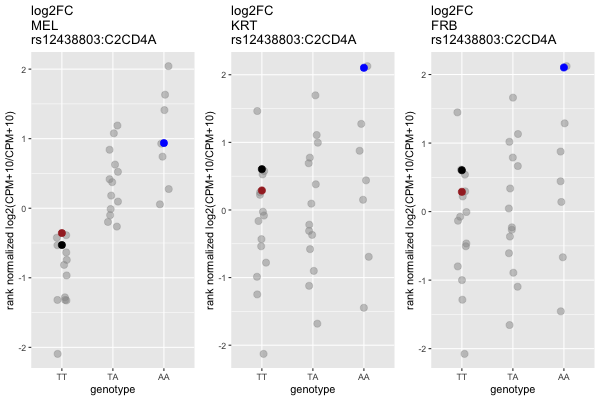 log2FC
MEL
rs12438803:C2CD4A
rank normalized log2(CPM+10/CPM+10)
2
1
0
-1
-2
TT
TA
AA
genotype
log2FC
KRT
rs12438803:C2CD4A
rank normalized log2(CPM+10/CPM+10)
2
1
0
-1
-2
TT
TA
AA
genotype
log2FC
FRB
rs12438803:C2CD4A
rank normalized log2(CPM+10/CPM+10)
2
1
0
-1
-2
TT
TA
AA
genotype